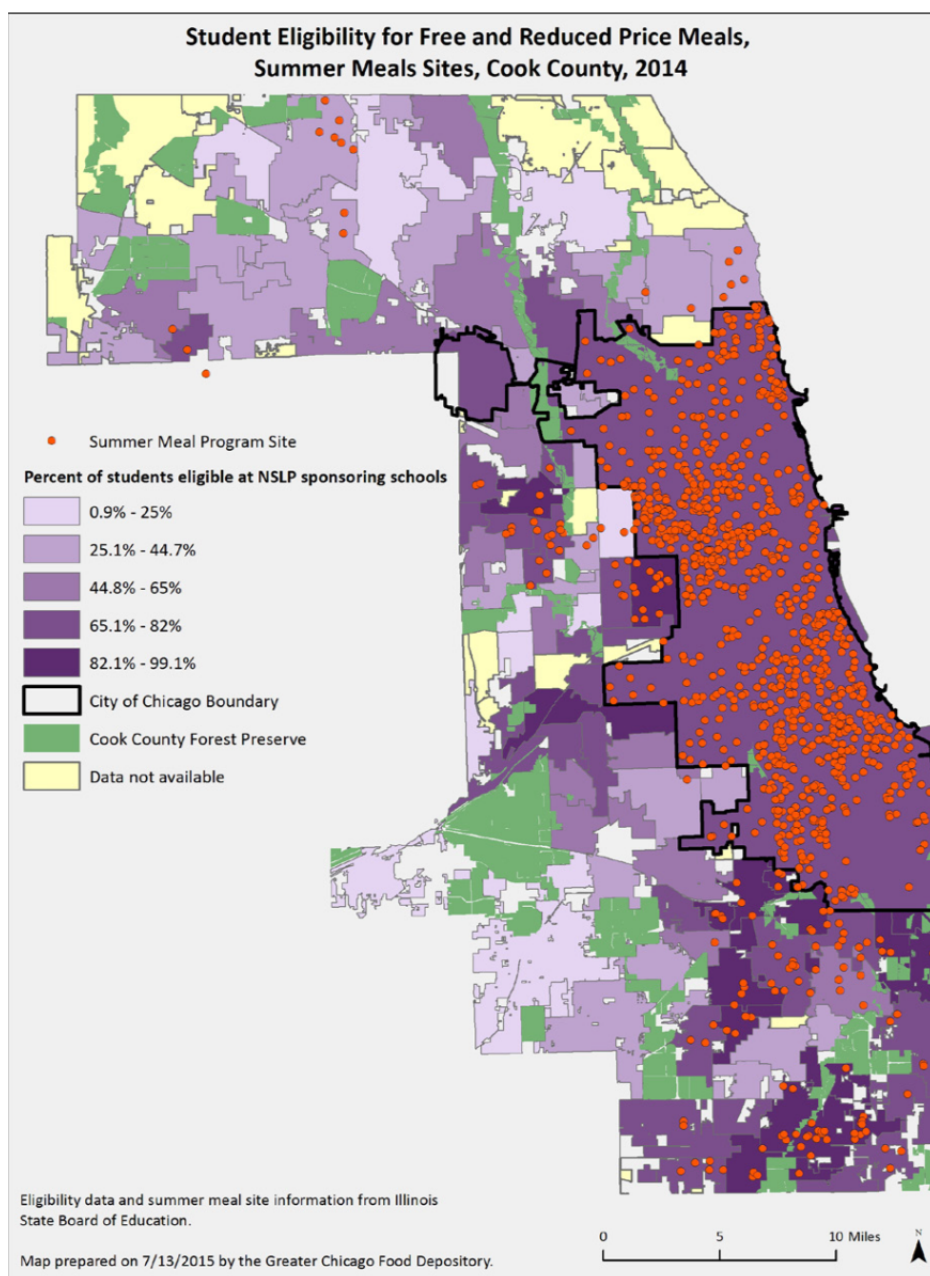 Student Eligibility for Free and Reduced Price Meals,
Summer Meals Sites, Cook County, 2014
Summer Meal Program Site
Percent of students eligible at NSLP sponsoring schools
0.9% - 25%
25.1% - 44.7%
44.8% - 65%
65.1% - 82%
82.1% - 99.1%
City of Chicago Boundary
Cook County Forest Preserve
Data not available
Eligibility data and summer meal site information from Illinois
State Board of Education.
Map prepared on 7/13/2015 by the Greater Chicago Food Depository.
0 5 10 Miles
N